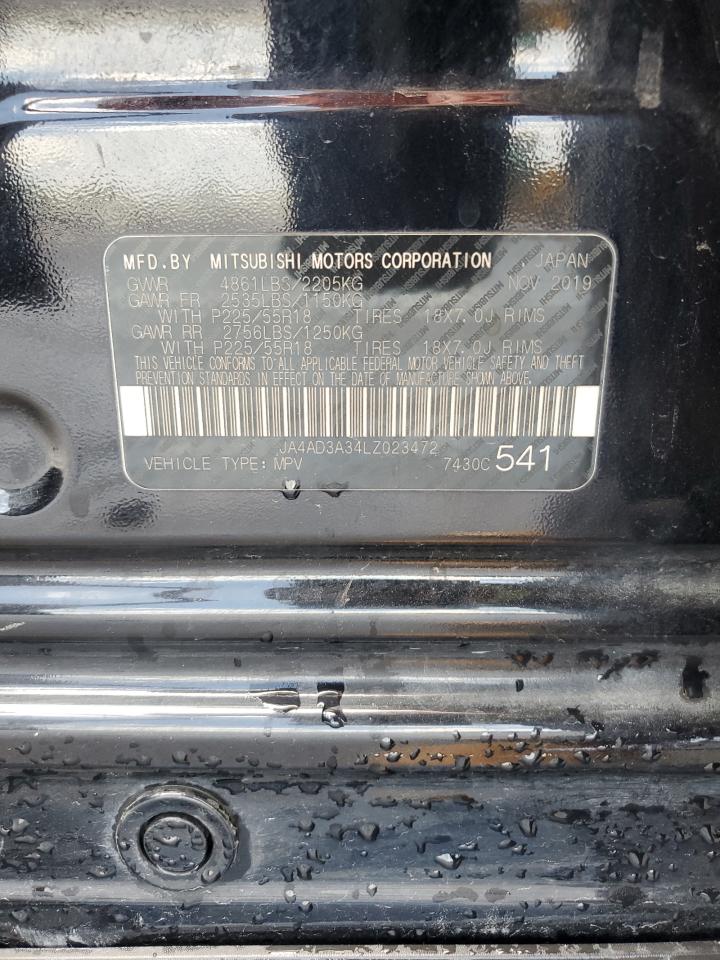 MFD.BY MITSUBISHI MOTORS CORPORATION JAPAN
GVWR 4861LBS/2205KG NOV 2019
GAWR FR 2535LBS/1150KG
WITH P225/55R18 TIRES 18X7.0J RIMS
GAWR RR 2756LBS/1250KG
WITH P225/55R18 TIRES 18X7.0J RIMS
THIS VEHICLE CONFORMS TO ALL APPLICABLE FEDERAL MOTOR VEHICLE SAFETY AND THEFT
PREVENTION STANDARDS IN EFFECT ON THE DATE OF MANUFACTURE SHOWN ABOVE.
JA4AD3A34LZ023472
VEHICLE TYPE: MPV 7430C 541